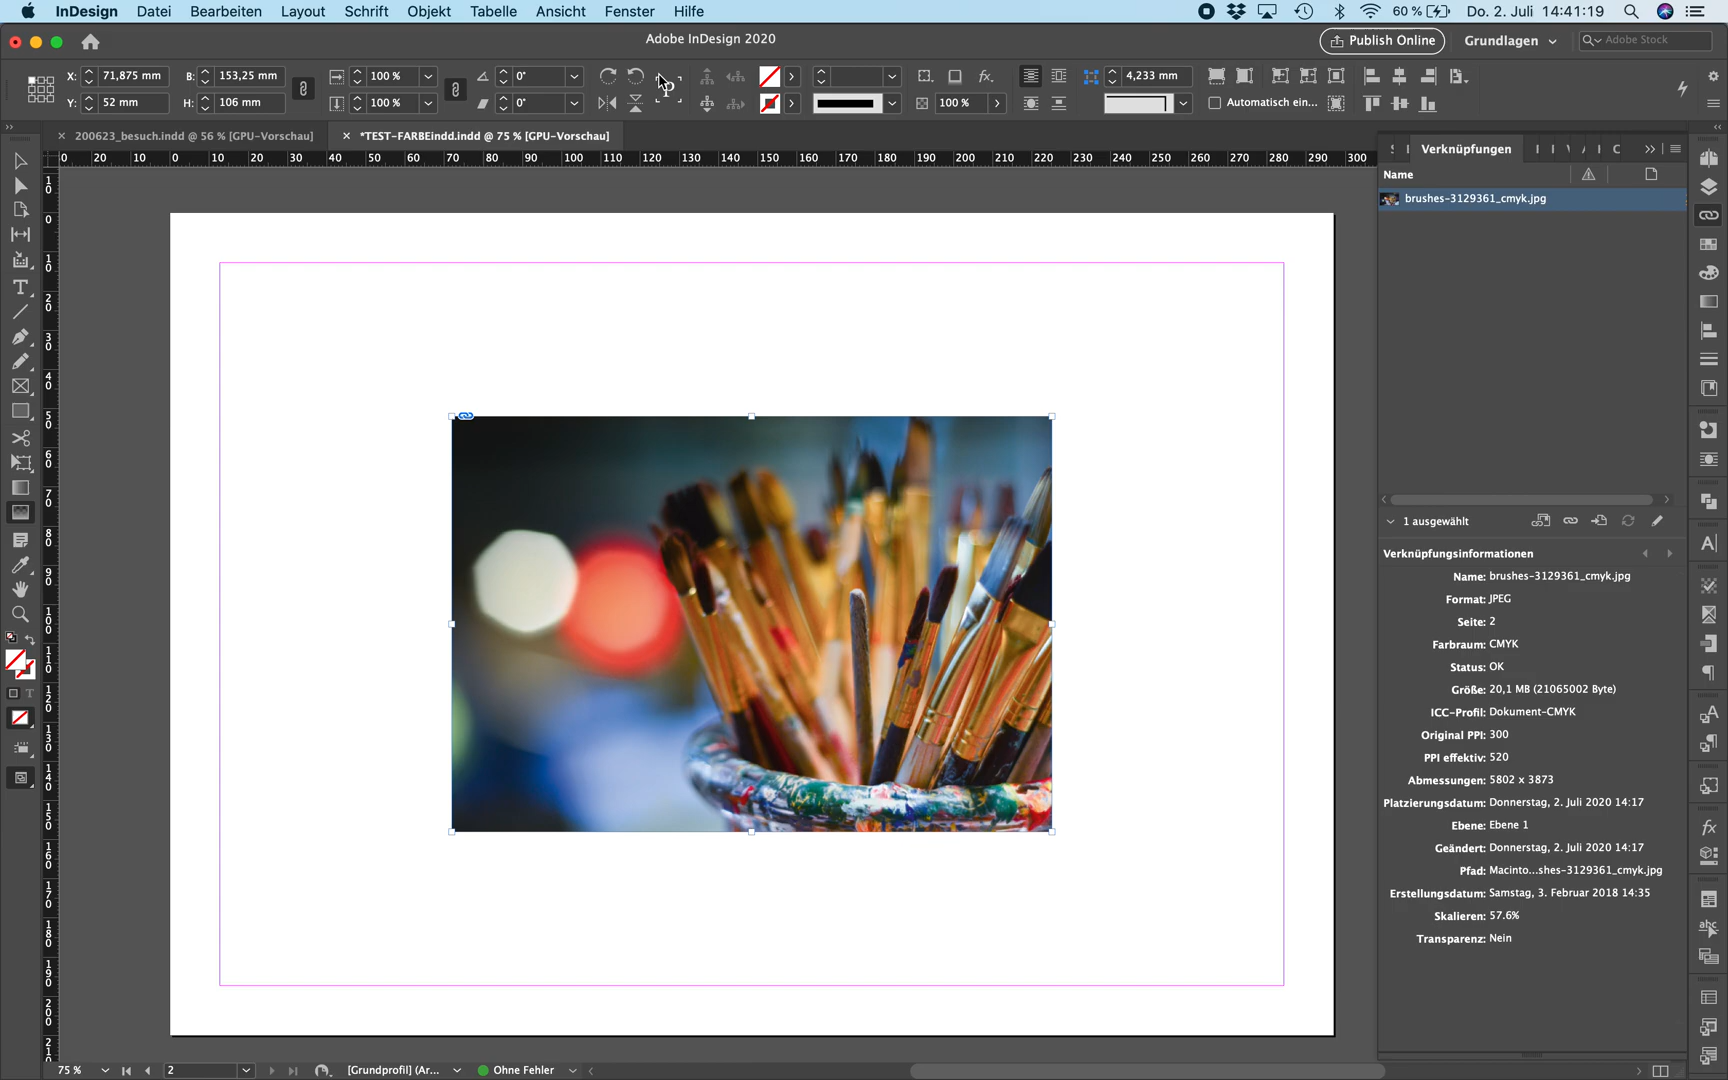 InDesign Datei Bearbeiten Layout Schrift Objekt Tabelle Ansicht Fenster Hilfe 60 % Do. 2. Juli 14:41:19
Adobe InDesign 2020 Publish Online Grundlagen Adobe Stock
X: 71,875 mm B: 153,25 mm 100 % 0° 4,233 mm
Y: 52 mm H: 106 mm 100 % 0° 100 % Automatisch ein...
200623_besuch.indd @ 56 % [GPU-Vorschau] *TEST-FARBEindd.indd @ 75 % [GPU-Vorschau]
0 20 10 0 10 20 30 40 50 60 70 80 90 100 110 120 130 140 150 160 170 180 190 200 210 220 230 240 250 260 270 280 290 300
Verknüpfungen
Name
brushes-3129361_cmyk.jpg
1 ausgewählt
Verknüpfungsinformationen
Name: brushes-3129361_cmyk.jpg
Format: JPEG
Seite: 2
Farbraum: CMYK
Status: OK
Größe: 20,1 MB (21065002 Byte)
ICC-Profil: Dokument-CMYK
Original PPI: 300
PPI effektiv: 520
Abmessungen: 5802 x 3873
Platzierungsdatum: Donnerstag, 2. Juli 2020 14:17
Ebene: Ebene 1
Geändert: Donnerstag, 2. Juli 2020 14:17
Pfad: Macinto...shes-3129361_cmyk.jpg
Erstellungsdatum: Samstag, 3. Februar 2018 14:35
Skalieren: 57.6%
Transparenz: Nein
75 % 2 [Grundprofil] (Ar... Ohne Fehler